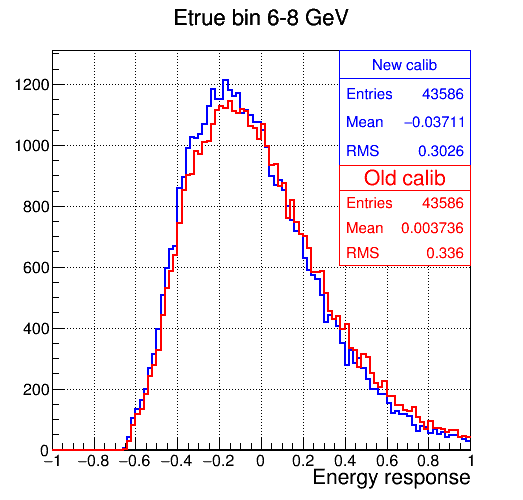 Etrue bin 6-8 GeV
New calib
Entries 43586
Mean −0.03711
RMS 0.3026
Old calib
Entries 43586
Mean 0.003736
RMS 0.336
1200
1000
800
600
400
200
0
−1 −0.8 −0.6 −0.4 −0.2 0 0.2 0.4 0.6 0.8 1
Energy response